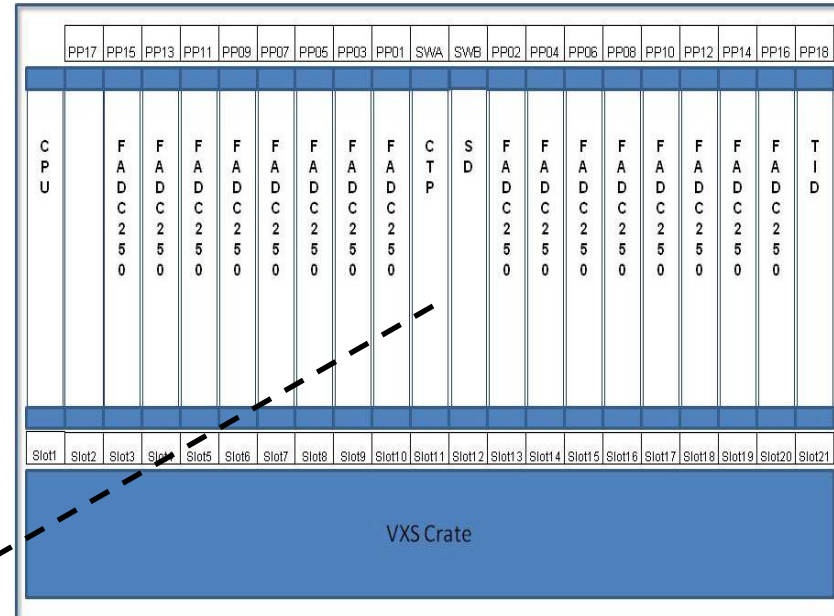 PP17 PP15 PP13 PP11 PP09 PP07 PP05 PP03 PP01 SWA SWB PP02 PP04 PP06 PP08 PP10 PP12 PP14 PP16 PP18
CPU FADC250 FADC250 FADC250 FADC250 FADC250 FADC250 FADC250 FADC250 CTP SD FADC250 FADC250 FADC250 FADC250 FADC250 FADC250 FADC250 FADC250 TID
Slot1 Slot2 Slot3 Slot4 Slot5 Slot6 Slot7 Slot8 Slot9 Slot10 Slot11 Slot12 Slot13 Slot14 Slot15 Slot16 Slot17 Slot18 Slot19 Slot20 Slot21
VXS Crate